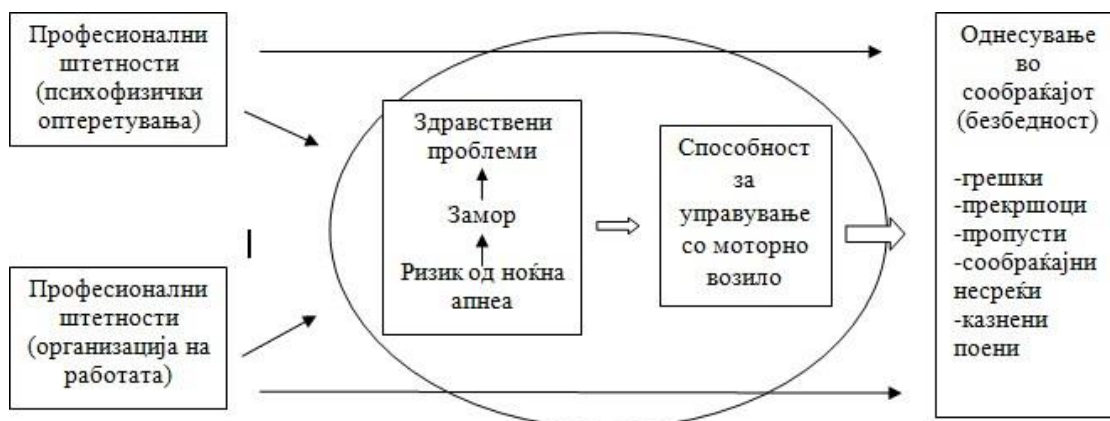 Професионални
штетности
(психофизички
оптеретувања)
Професионални
штетности
(организација на
работата)
Здравствени
проблеми
Замор
Ризик од ноќна
апнеа
Способност
за
управување
со моторно
возило
Однесување
во
сообраќајот
(безбедност)
-грешки
-прекршоци
-пропусти
-сообраќајни
несреќи
-казнени
поени